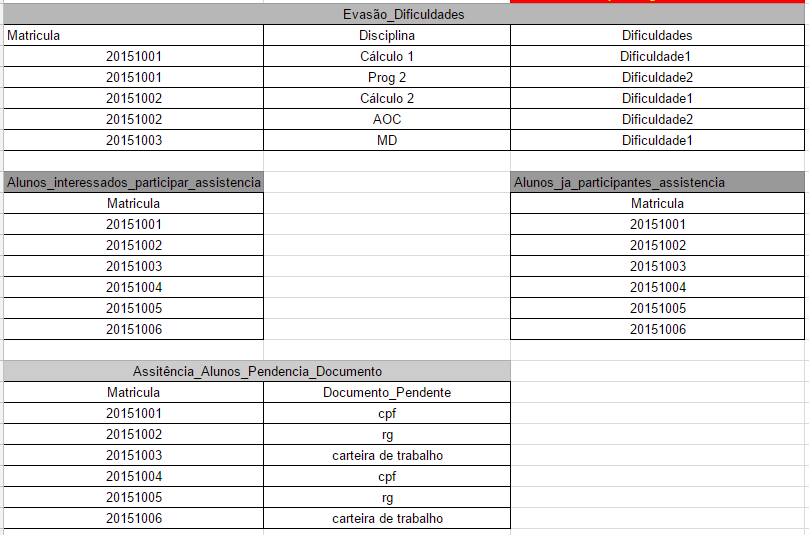 Evasão_Dificuldades
Matricula Disciplina Dificuldades
20151001 Cálculo 1 Dificuldade1
20151001 Prog 2 Dificuldade2
20151002 Cálculo 2 Dificuldade1
20151002 AOC Dificuldade2
20151003 MD Dificuldade1
Alunos_interessados_participar_assistencia Alunos_ja_participantes_assistencia
Matricula Matricula
20151001 20151001
20151002 20151002
20151003 20151003
20151004 20151004
20151005 20151005
20151006 20151006
Assitência_Alunos_Pendencia_Documento
Matricula Documento_Pendente
20151001 cpf
20151002 rg
20151003 carteira de trabalho
20151004 cpf
20151005 rg
20151006 carteira de trabalho